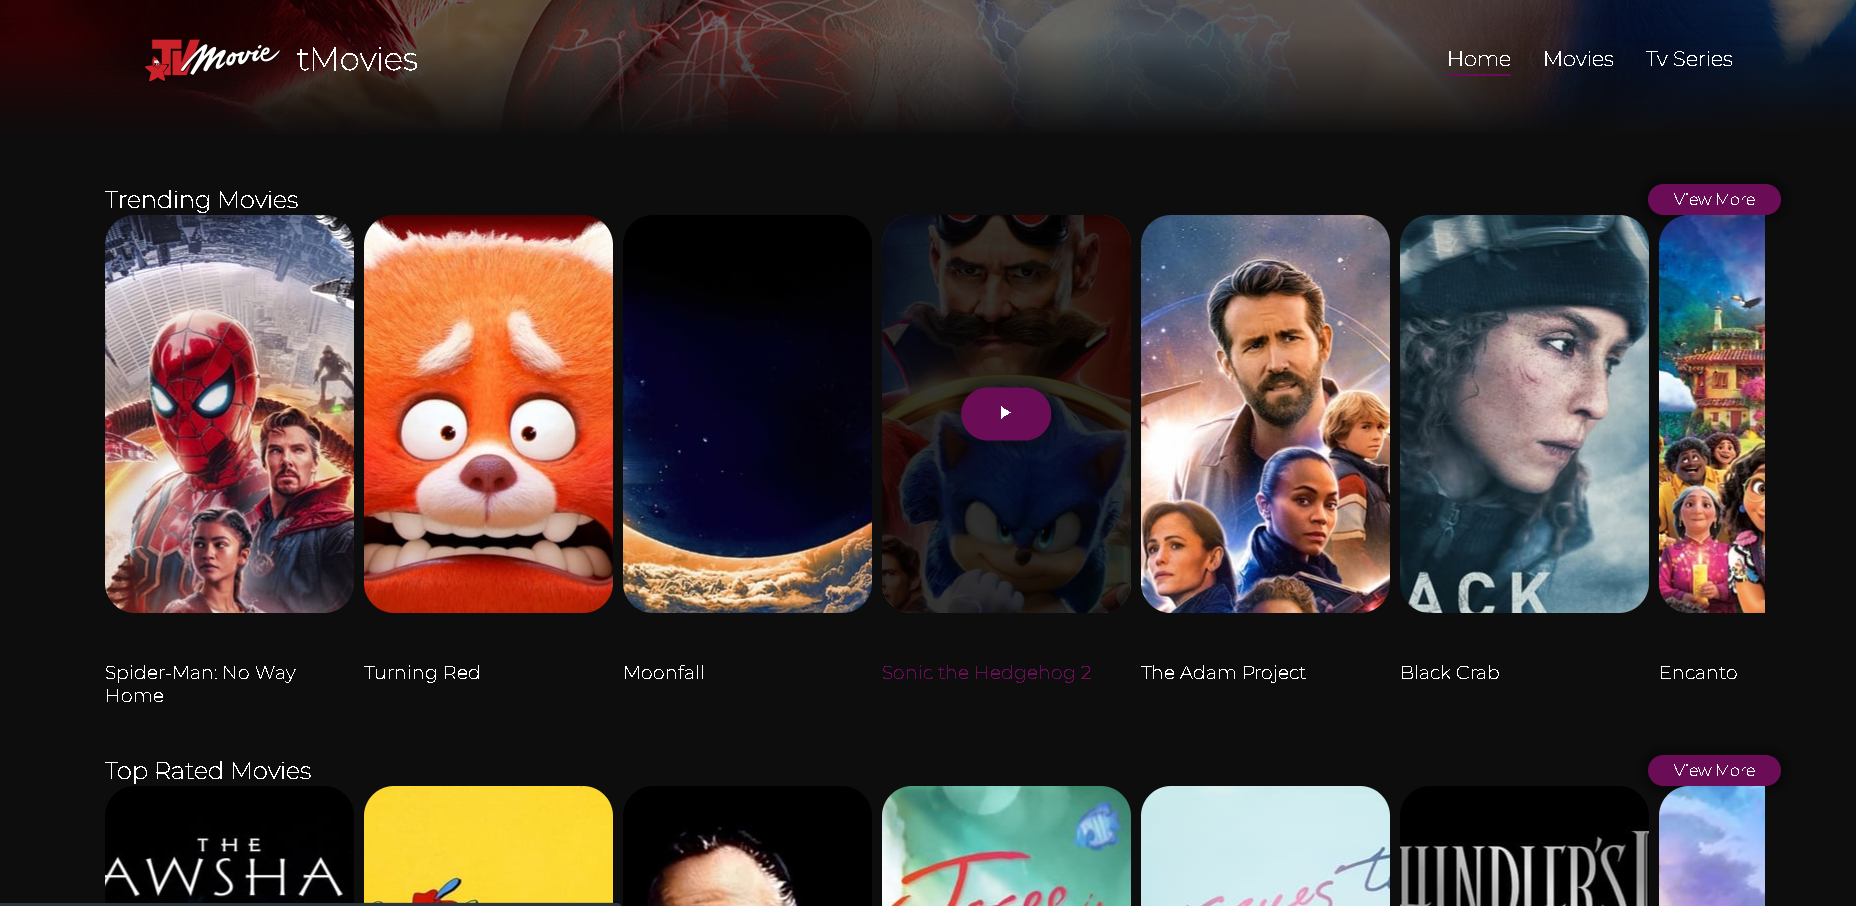 TVMovie tMovies Home Movies Tv Series
Trending Movies View More
ACK
Spider-Man: No Way
Home
Turning Red
Moonfall
Sonic the Hedgehog 2
The Adam Project
Black Crab
Encanto
Top Rated Movies View More
THE
AWSHA
HINDLER'S L